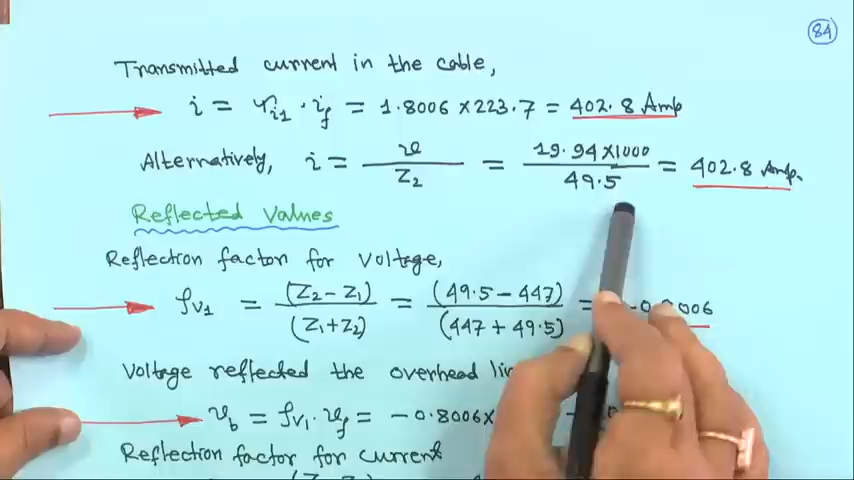 84
Transmitted current in the cable,
i = γi1 · if = 1.8006 × 223.7 = 402.8 Amp
Alternatively, i = v / Z2 = 19.94×1000 / 49.5 = 402.8 Amp.
Reflected Values
Reflection factor for voltage,
ρv1 = (Z2 − Z1) / (Z1 + Z2) = (49.5 − 447) / (447 + 49.5) =
Voltage reflected the overhead
vb = ρv1 · vf = −0.8006×
Reflection factor for current